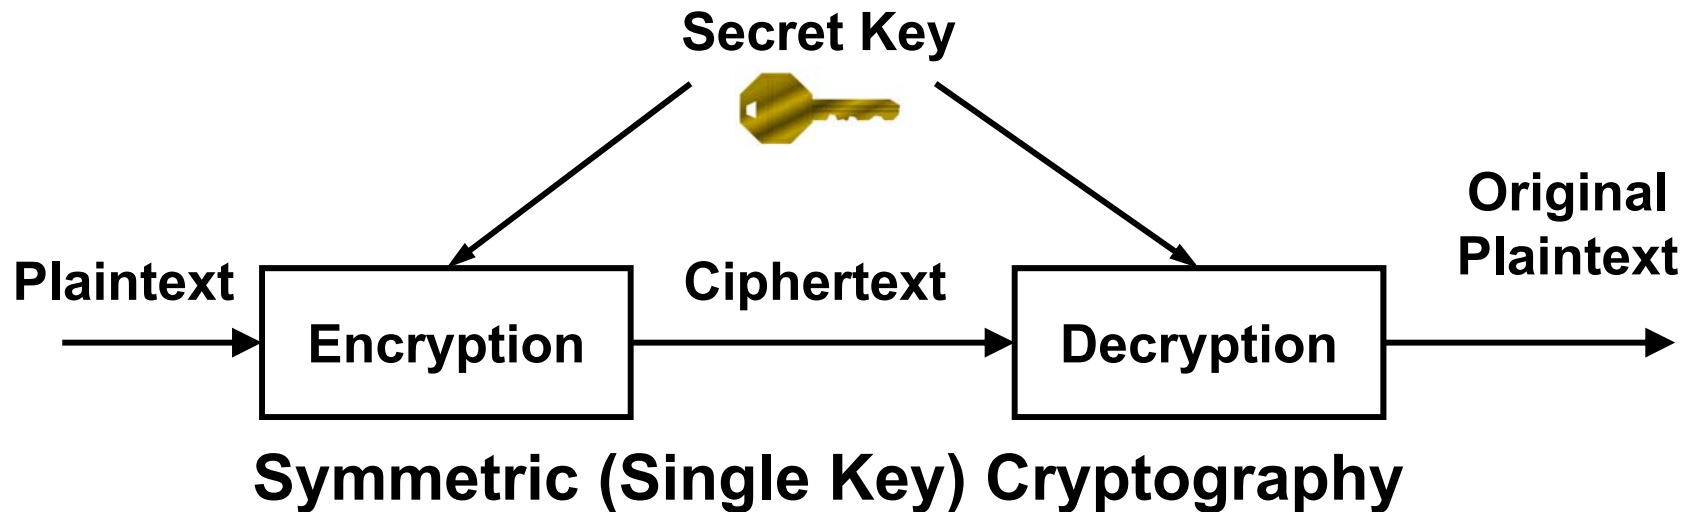 Secret Key
Original
Plaintext
Plaintext
Ciphertext
Encryption
Decryption
Symmetric (Single Key) Cryptography